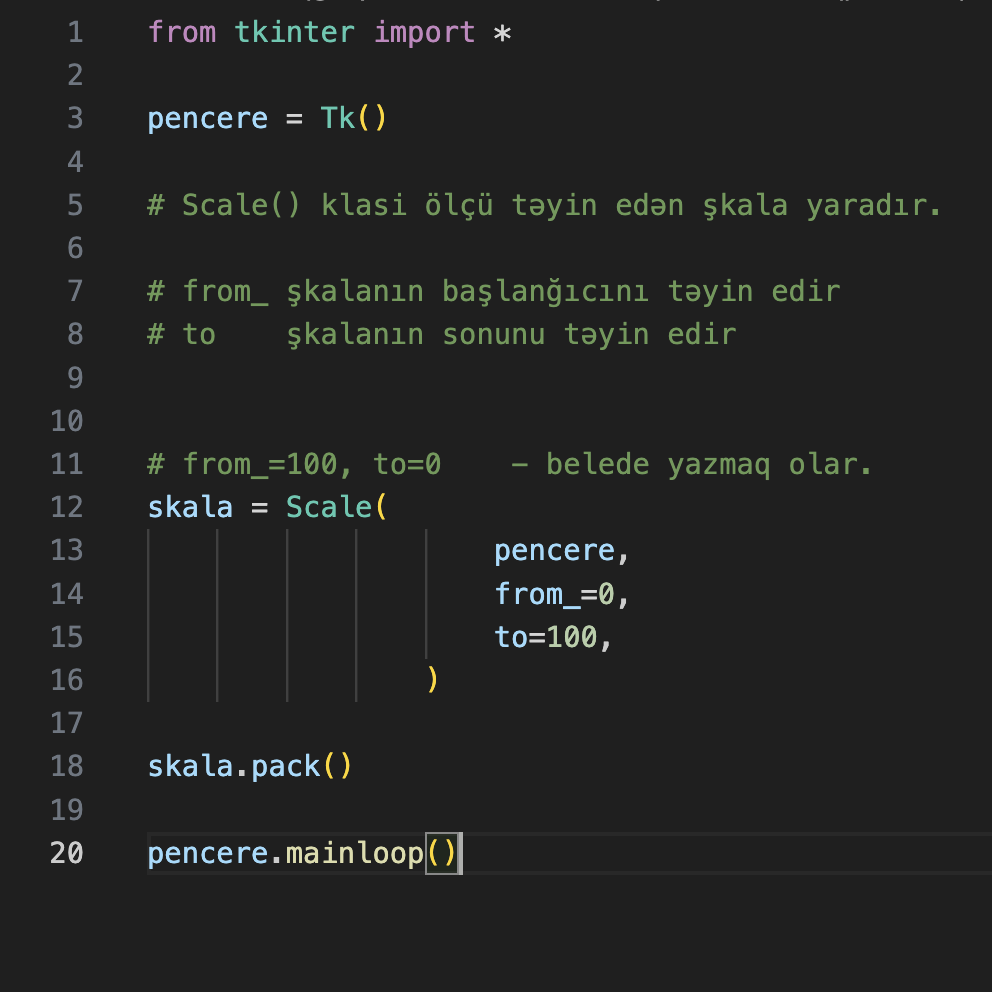 1 from tkinter import *
2
3 pencere = Tk()
4
5 # Scale() klasi ölçü təyin edən şkala yaradır.
6
7 # from_ şkalanın başlanğıcını təyin edir
8 # to    şkalanın sonunu təyin edir
9
10
11 # from_=100, to=0    - belede yazmaq olar.
12 skala = Scale(
13                     pencere,
14                     from_=0,
15                     to=100,
16                 )
17
18 skala.pack()
19
20 pencere.mainloop()